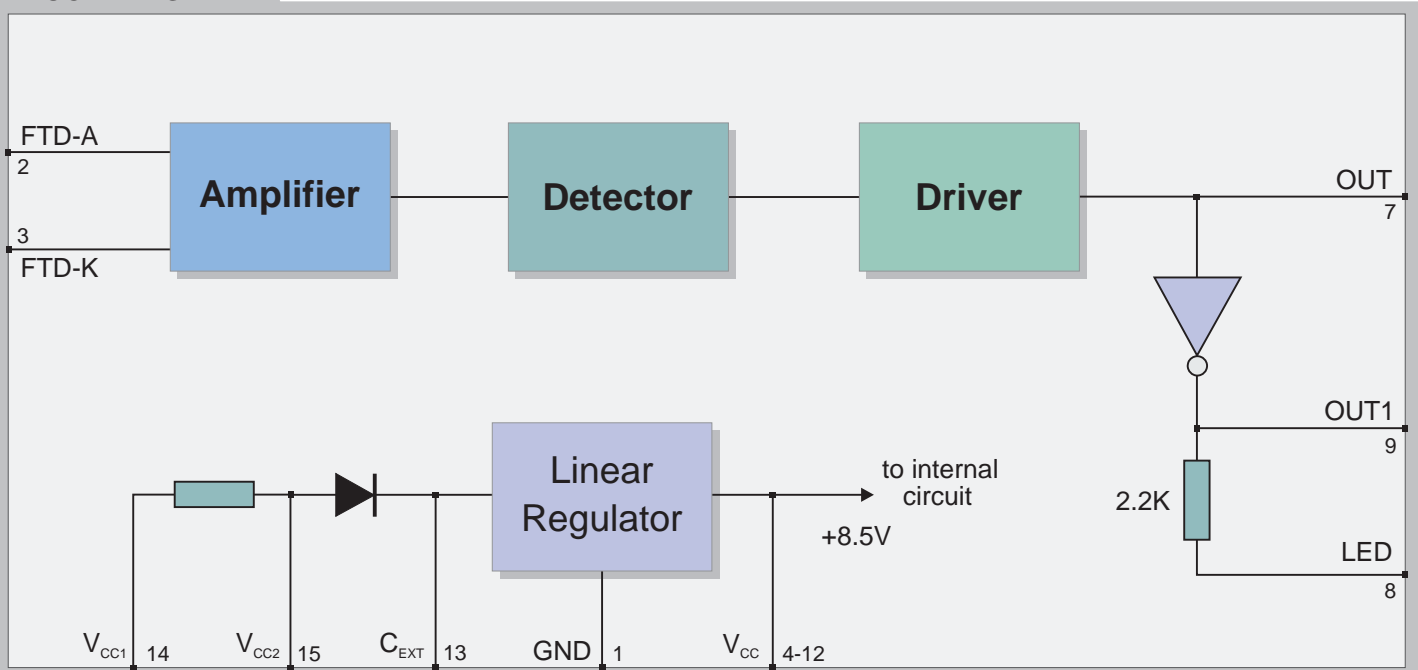 FTD-A
2
3
FTD-K
Amplifier
Detector
Driver
OUT
7
OUT1
9
2.2K
LED
8
Linear
Regulator
to internal
circuit
+8.5V
VCC1 14
VCC2 15
CEXT 13
GND 1
VCC 4-12